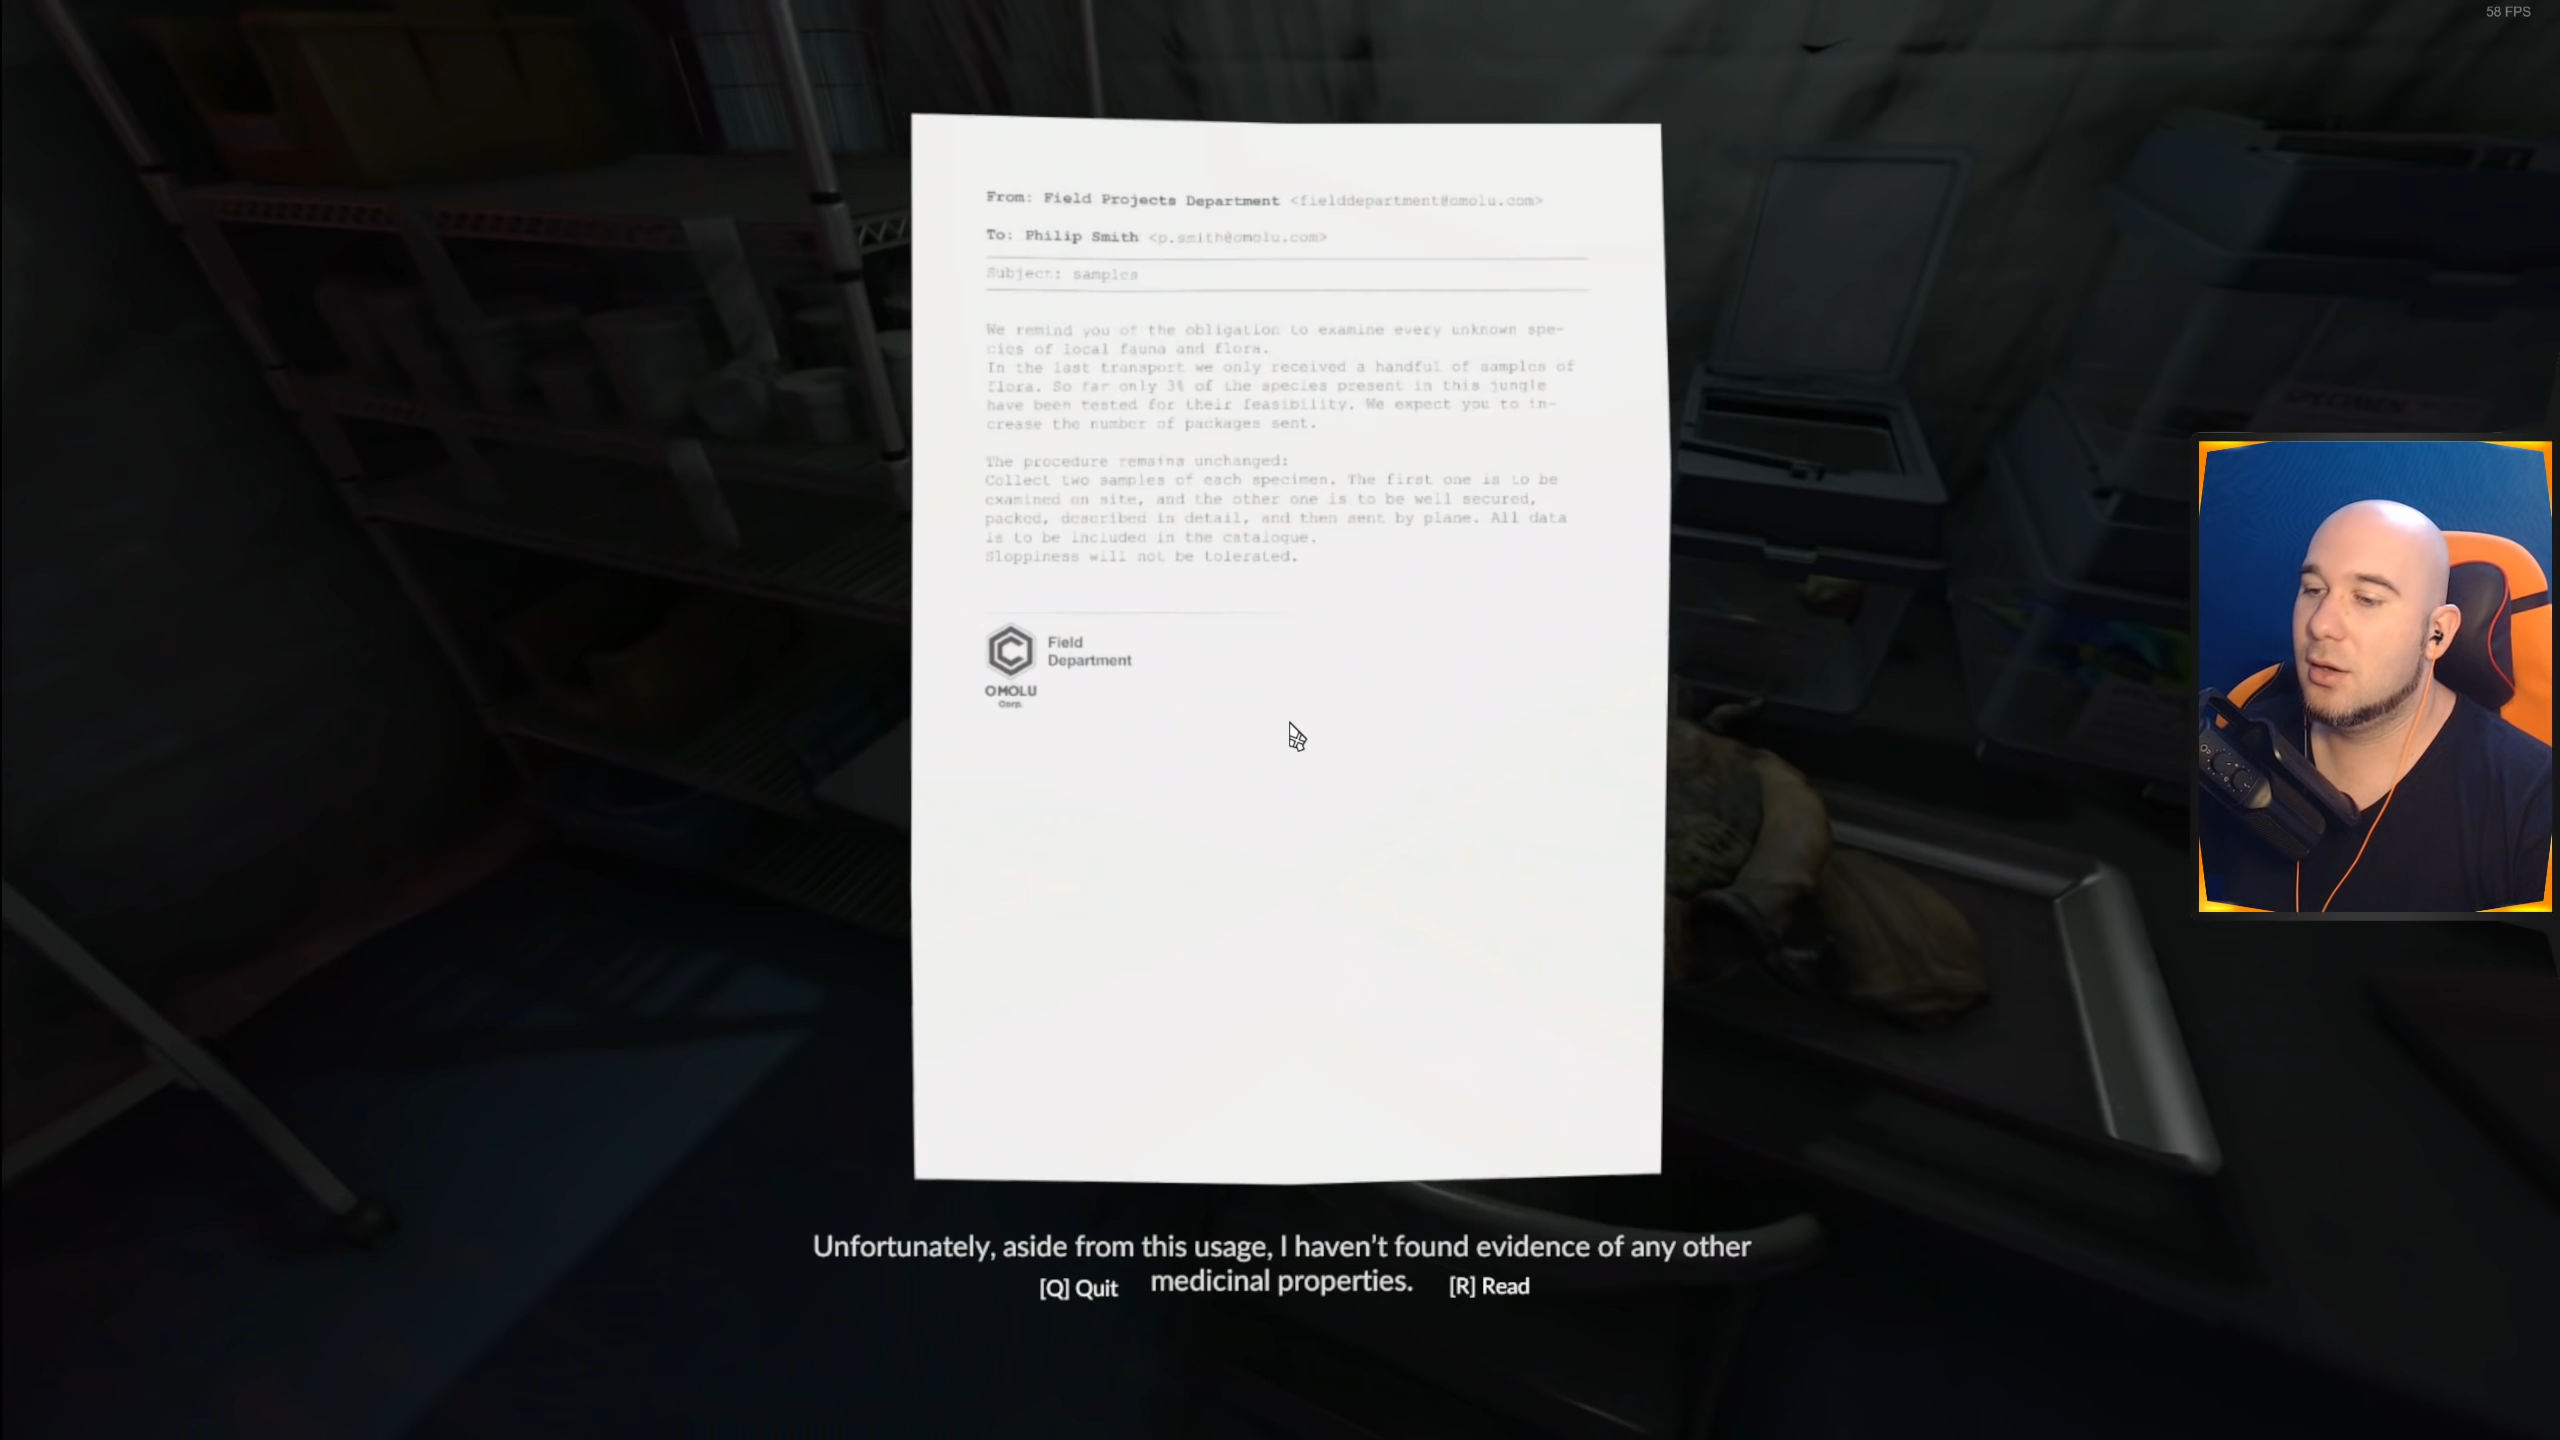 58 FPS
From: Field Projects Department <fielddepartment@omolu.com>
To: Philip Smith <p.smith@omolu.com>
Subject: samples
We remind you of the obligation to examine every unknown spe-
cies of local fauna and flora.
In the last transport we only received a handful of samples of
flora. So far only 3% of the species present in this jungle
have been tested for their feasibility. We expect you to in-
crease the number of packages sent.
The procedure remains unchanged:
Collect two samples of each specimen. The first one is to be
examined on site, and the other one is to be well secured,
packed, described in detail, and then sent by plane. All data
is to be included in the catalogue.
Sloppiness will not be tolerated.
Field
Department
OMOLU
Corp.
SPECIMEN
Unfortunately, aside from this usage, I haven't found evidence of any other
medicinal properties.
[Q] Quit
[R] Read